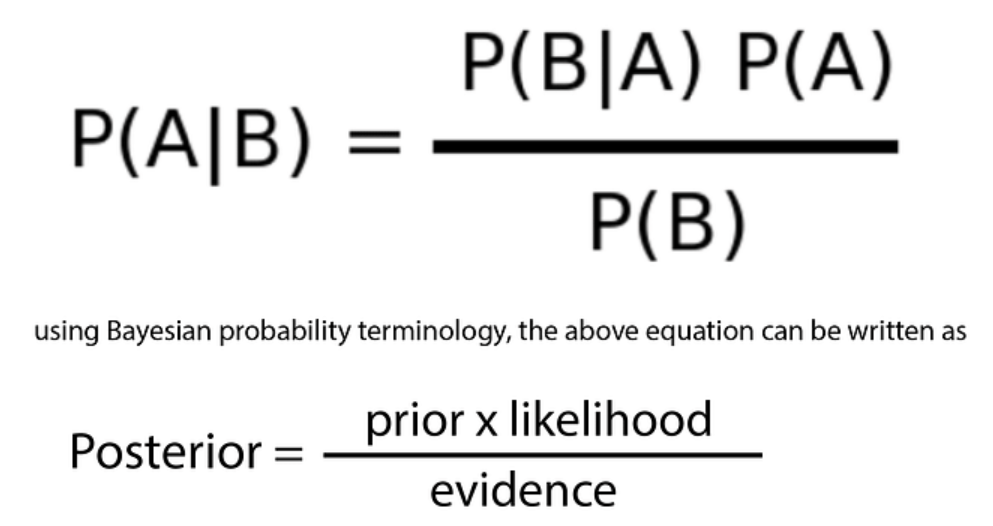 P(A|B) = P(B|A) P(A)
P(B)
using Bayesian probability terminology, the above equation can be written as
Posterior = prior x likelihood
evidence